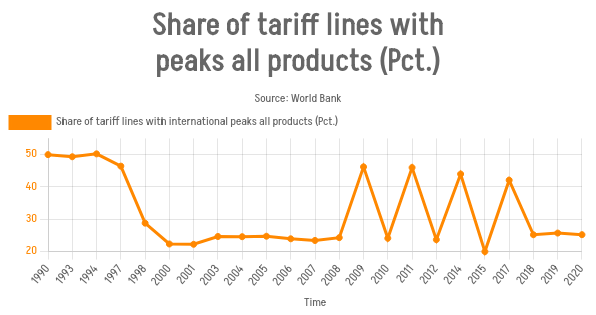 Share of tariff lines with
peaks all products (Pct.)
Source: World Bank
Share of tariff lines with international peaks all products (Pct.)
50
40
30
20
1990 1993 1994 1997 1998 2000 2001 2003 2004 2005 2006 2007 2008 2009 2010 2011 2012 2014 2015 2017 2018 2019 2020
Time